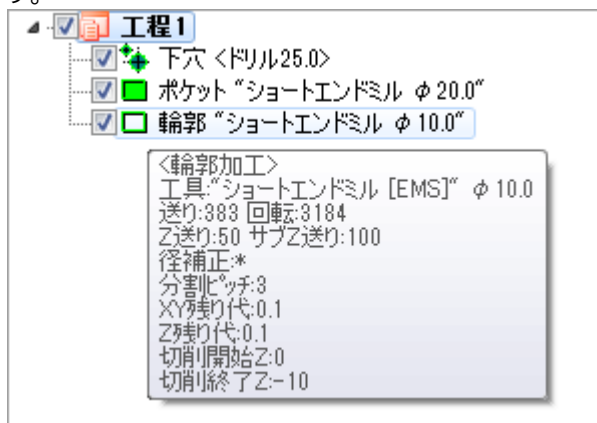 す。
工程1
下穴 <ドリル25.0>
ポケット “ショートエンドミル φ20.0”
輪郭 “ショートエンドミル φ10.0”
<輪郭加工>
工具:“ショートエンドミル [EMS]” φ10.0
送り:383 回転:3184
Z送り:50 サブZ送り:100
径補正:*
分割ピッチ:3
XY残り代:0.1
Z残り代:0.1
切削開始Z:0
切削終了Z:-10